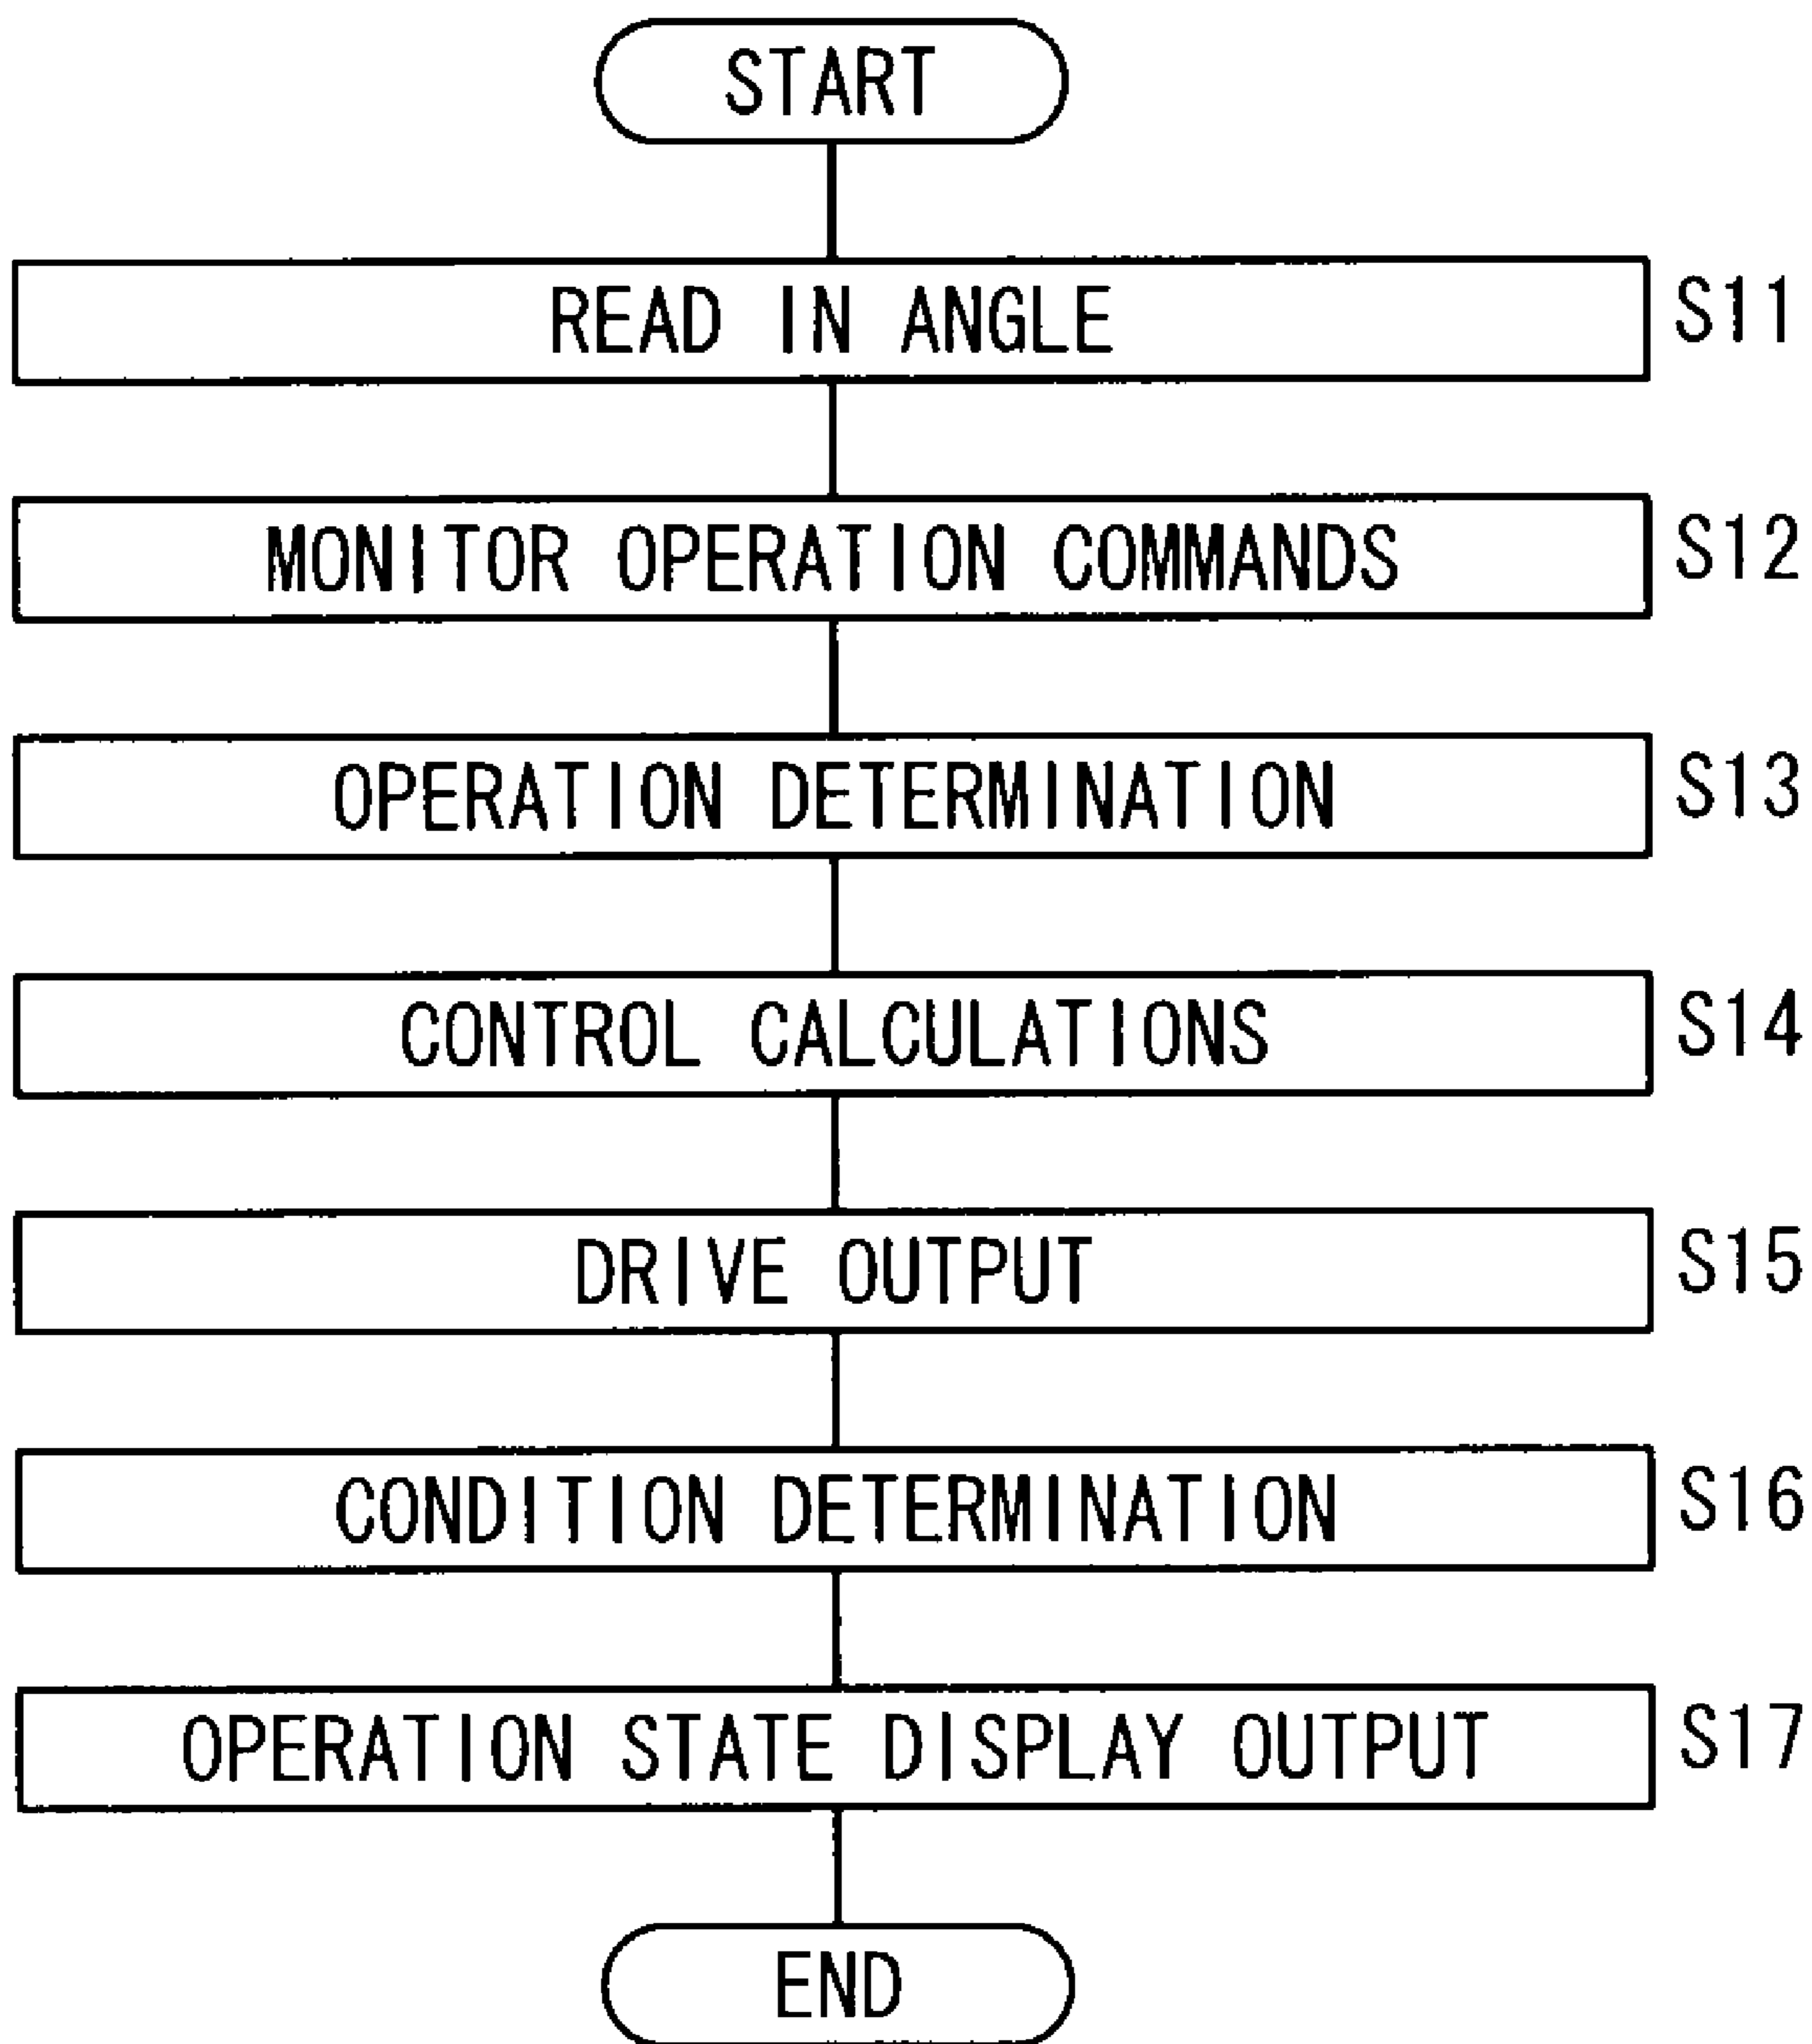 START
READ IN ANGLE S11
MONITOR OPERATION COMMANDS S12
OPERATION DETERMINATION S13
CONTROL CALCULATIONS S14
DRIVE OUTPUT S15
CONDITION DETERMINATION S16
OPERATION STATE DISPLAY OUTPUT S17
END